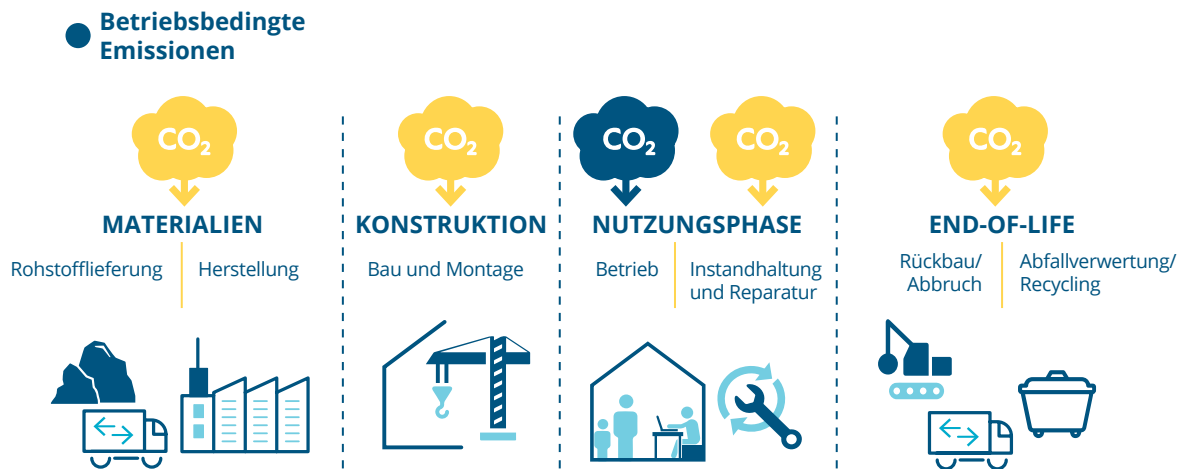 Betriebsbedingte
Emissionen
CO₂
CO₂
CO₂
CO₂
CO₂
MATERIALIEN
KONSTRUKTION
NUTZUNGSPHASE
END-OF-LIFE
Rohstofflieferung
Herstellung
Bau und Montage
Betrieb
Instandhaltung
und Reparatur
Rückbau/
Abbruch
Abfallverwertung/
Recycling